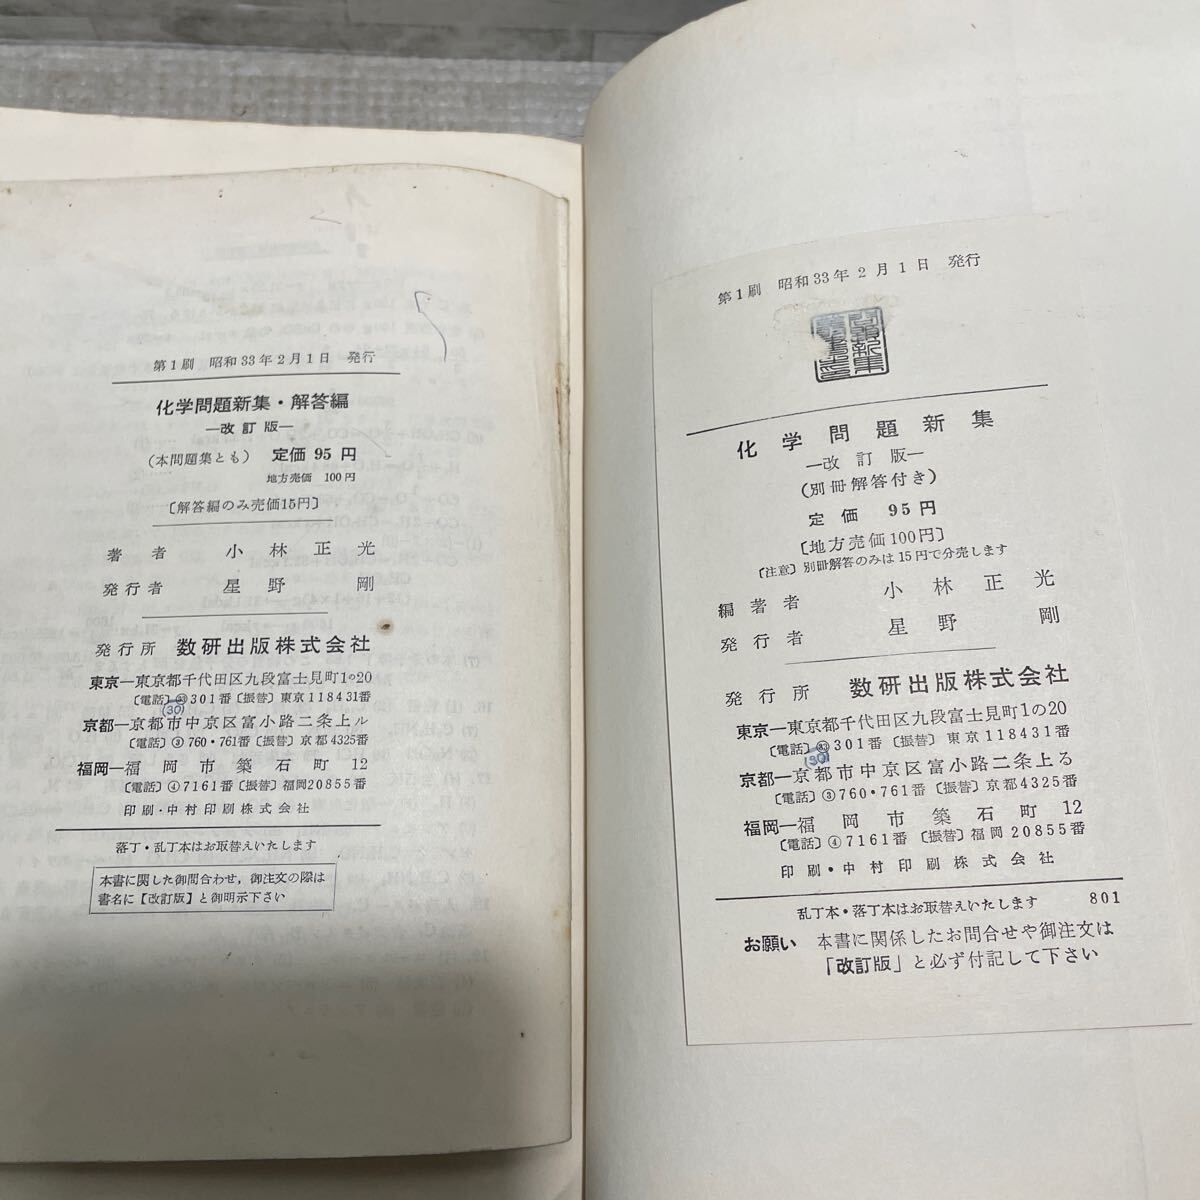 第1刷 昭和33年2月1日 発行
化学問題新集・解答編
—改訂版—
(本問題集とも) 定価 95 円
地方売価 100円
〔解答編のみ売価15円〕
著者 小林正光
発行者 星野剛
発行所 数研出版株式会社
東京—東京都千代田区九段富士見町1の20
〔電話〕㉝301番〔振替〕東京118431番
(30)
京都—京都市中京区富小路二条上ル
〔電話〕③760・761番〔振替〕京都4325番
福岡—福岡市築石町12
〔電話〕④7161番〔振替〕福岡20855番
印刷・中村印刷株式会社
落丁・乱丁本はお取替えいたします
本書に関した御問合わせ，御注文の際は
書名に【改訂版】と御明示下さい
第1刷 昭和33年2月1日 発行
化学問題新集
—改訂版—
(別冊解答付き)
定価 95円
〔地方売価100円〕
〔注意〕別冊解答のみは15円で分売します
編著者 小林正光
発行者 星野剛
発行所 数研出版株式会社
東京—東京都千代田区九段富士見町1の20
〔電話〕㉝301番〔振替〕東京118431番
(301)
京都—京都市中京区富小路二条上る
〔電話〕③760・761番〔振替〕京都4325番
福岡—福岡市築石町12
〔電話〕④7161番〔振替〕福岡20855番
印刷・中村印刷株式会社
乱丁本・落丁本はお取替えいたします 801
お願い 本書に関係したお問合せや御注文は
「改訂版」と必ず付記して下さい